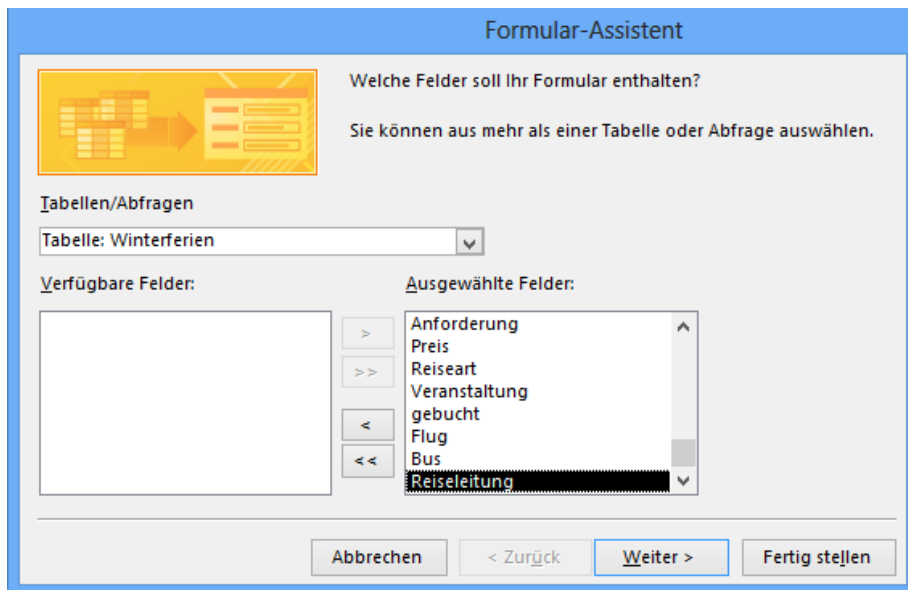 Formular-Assistent
Welche Felder soll Ihr Formular enthalten?
Sie können aus mehr als einer Tabelle oder Abfrage auswählen.
Tabellen/Abfragen
Tabelle: Winterferien
Verfügbare Felder:
Ausgewählte Felder:
Anforderung
Preis
Reiseart
Veranstaltung
gebucht
Flug
Bus
Reiseleitung
>
>>
<
<<
Abbrechen
< Zurück
Weiter >
Fertig stellen